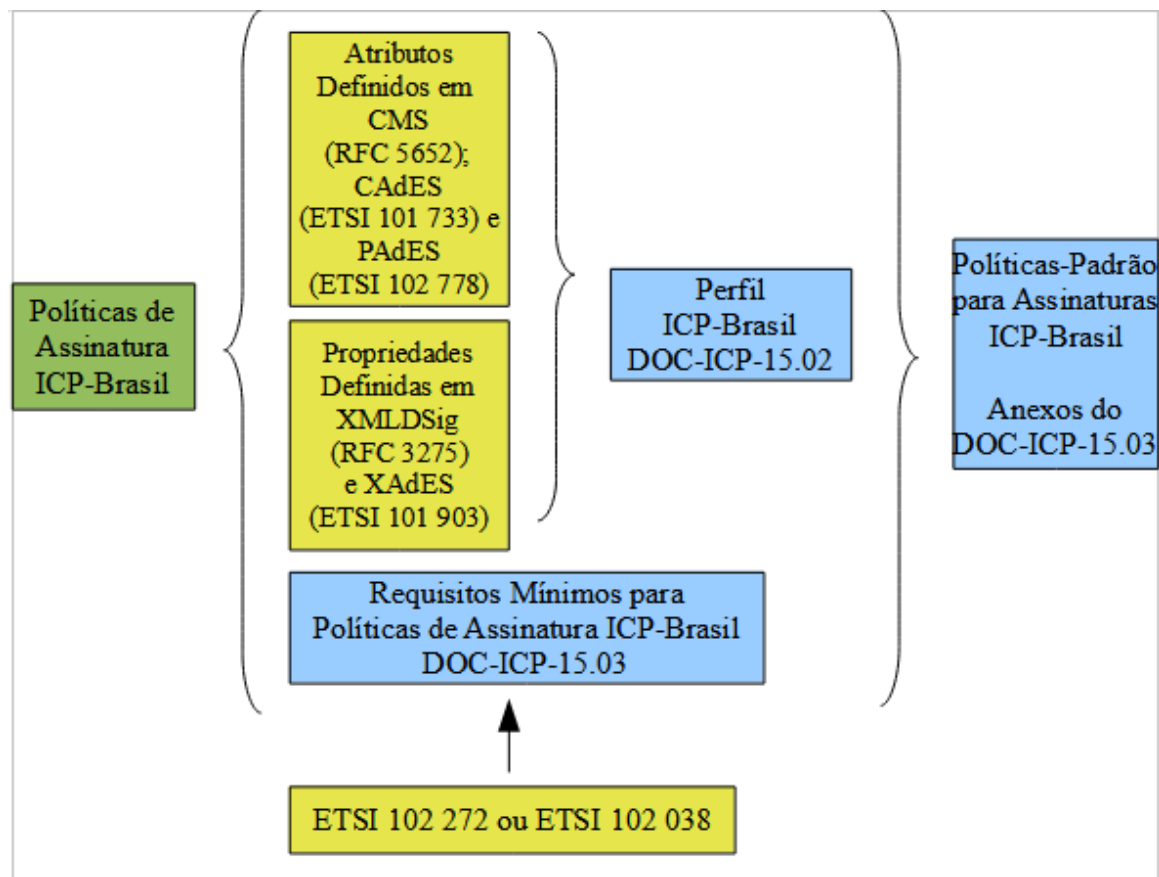 Políticas de
Assinatura
ICP-Brasil
Atributos
Definidos em
CMS
(RFC 5652);
CAdES
(ETSI 101 733) e
PAdES
(ETSI 102 778)
Propriedades
Definidas em
XMLDSig
(RFC 3275)
e XAdES
(ETSI 101 903)
Perfil
ICP-Brasil
DOC-ICP-15.02
Requisitos Mínimos para
Políticas de Assinatura ICP-Brasil
DOC-ICP-15.03
ETSI 102 272 ou ETSI 102 038
Políticas-Padrão
para Assinaturas
ICP-Brasil
Anexos do
DOC-ICP-15.03